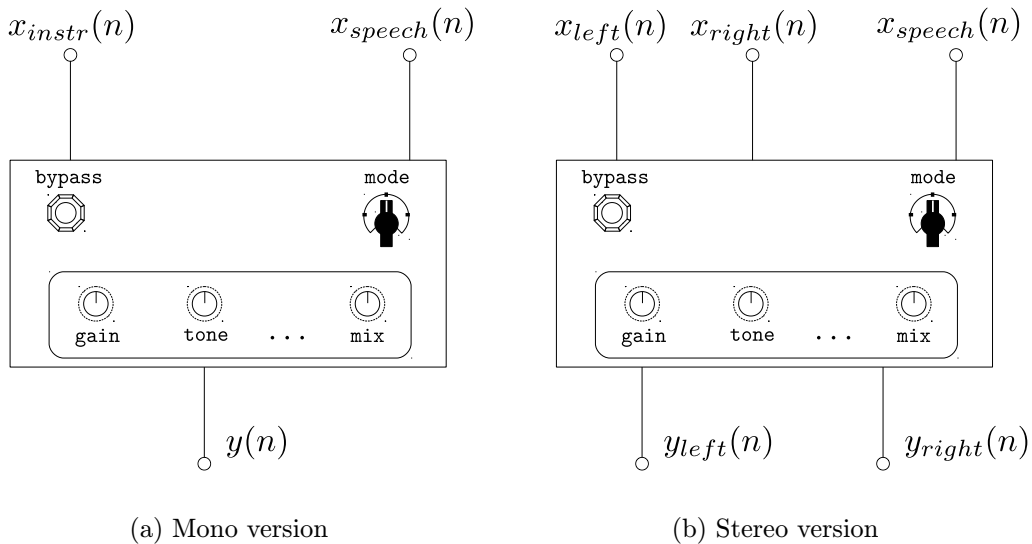 x_{instr}(n) x_{speech}(n) x_{left}(n) x_{right}(n) x_{speech}(n)
bypass mode bypass mode
gain tone ... mix gain tone ... mix
y(n) y_{left}(n) y_{right}(n)
(a) Mono version (b) Stereo version